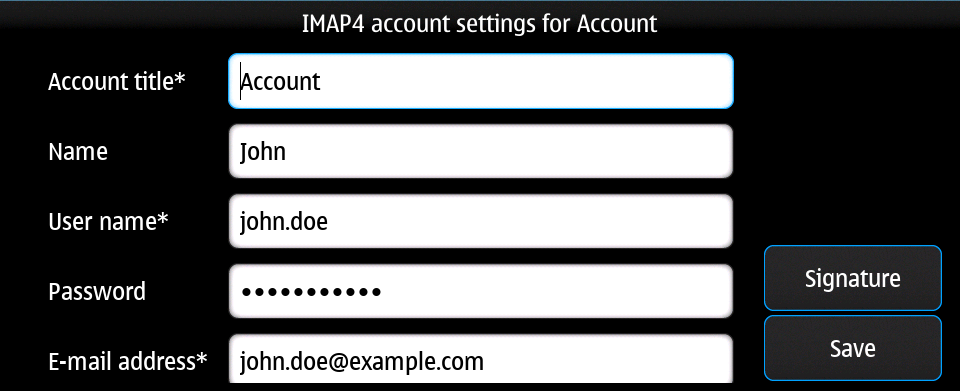 IMAP4 account settings for Account
Account title* Account
Name John
User name* john.doe
Password •••••••••••
Signature
E-mail address* john.doe@example.com
Save